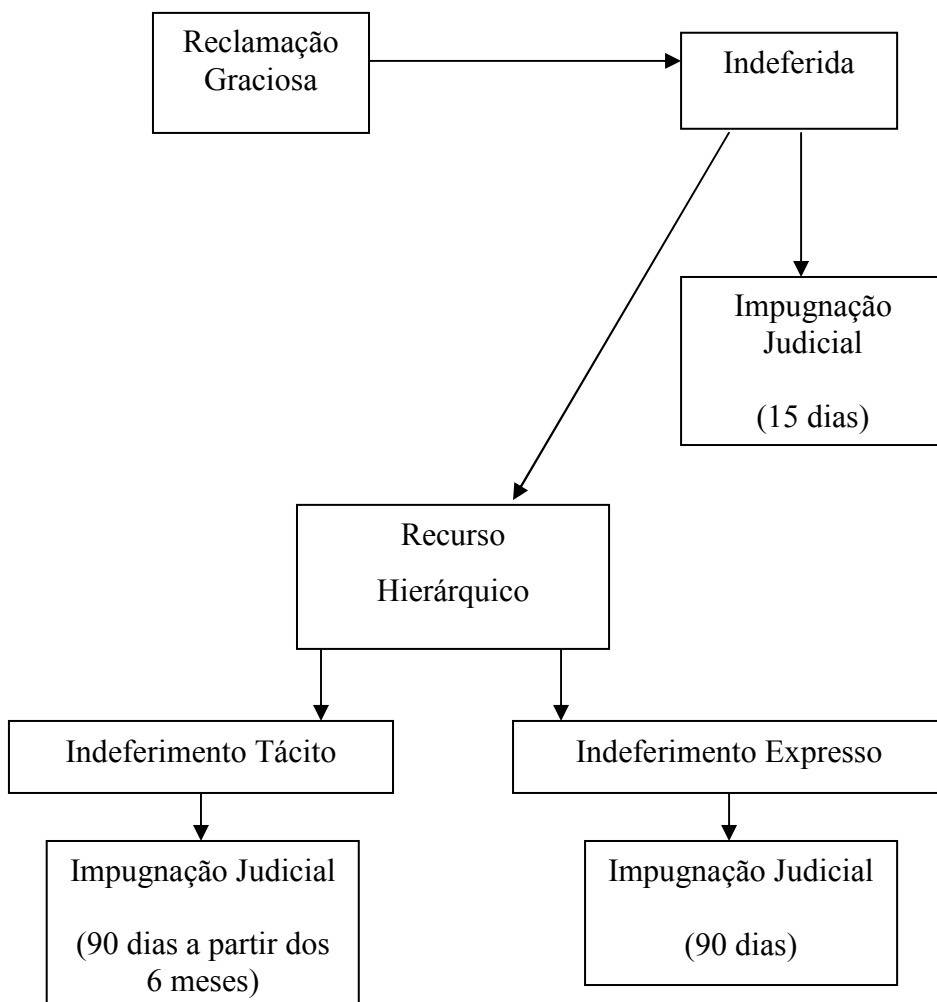 Reclamação
Graciosa
Indeferida
Impugnação
Judicial
(15 dias)
Recurso
Hierárquico
Indeferimento Tácito
Indeferimento Expresso
Impugnação Judicial
(90 dias a partir dos
6 meses)
Impugnação Judicial
(90 dias)